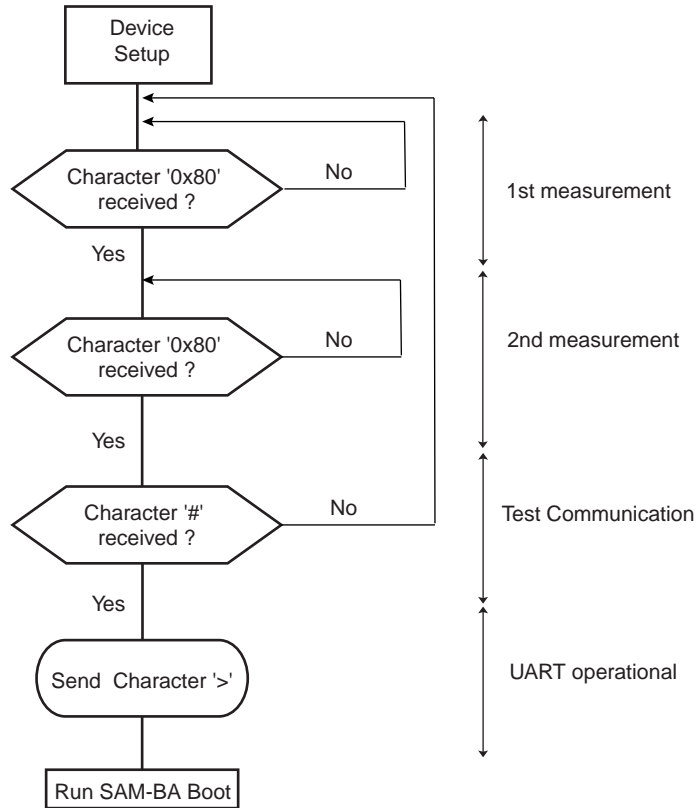 Device
Setup
Character '0x80'
received ?
No
1st measurement
Yes
Character '0x80'
received ?
No
2nd measurement
Yes
Character '#'
received ?
No
Test Communication
Yes
Send Character '>'
UART operational
Run SAM-BA Boot